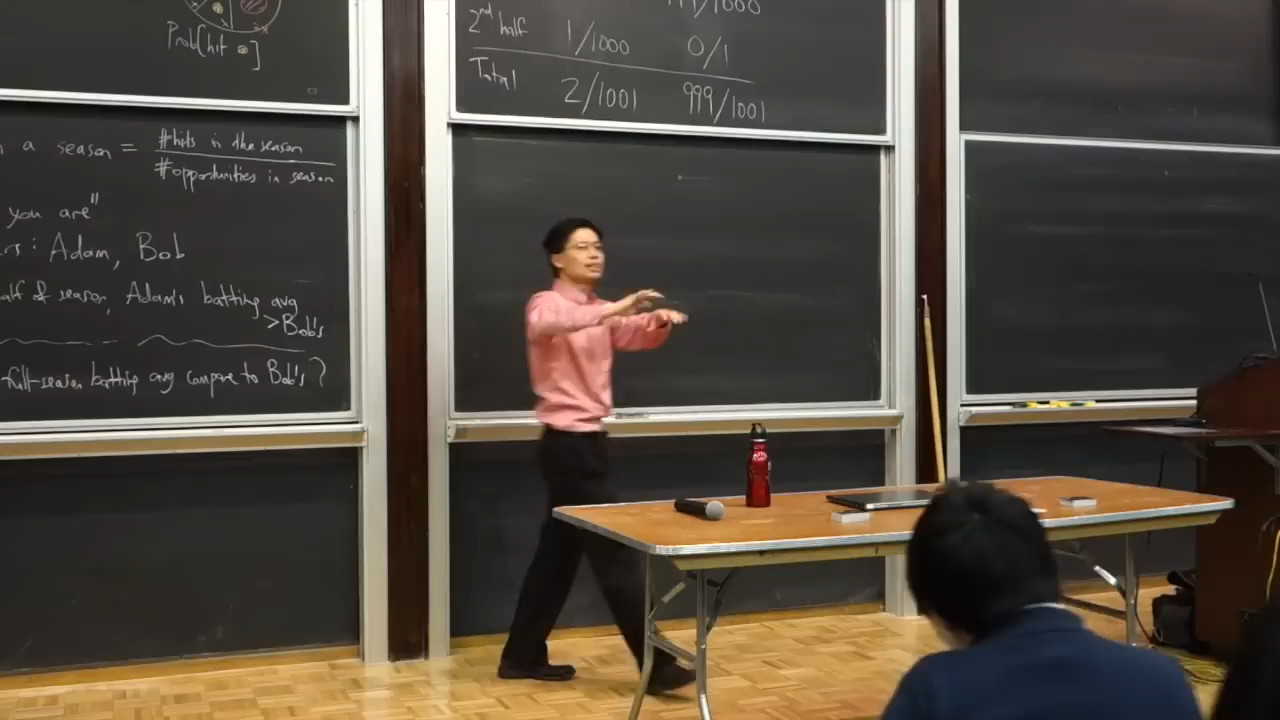 Prob[hit ]
n a season = #hits in the season
#opportunities in season
you are"
rs: Adam, Bob
alf of season, Adam's batting avg
> Bob's
full-season batting avg compare to Bob's?
/1000
2nd half 1/1000 0/1
Total 2/1001 999/1001